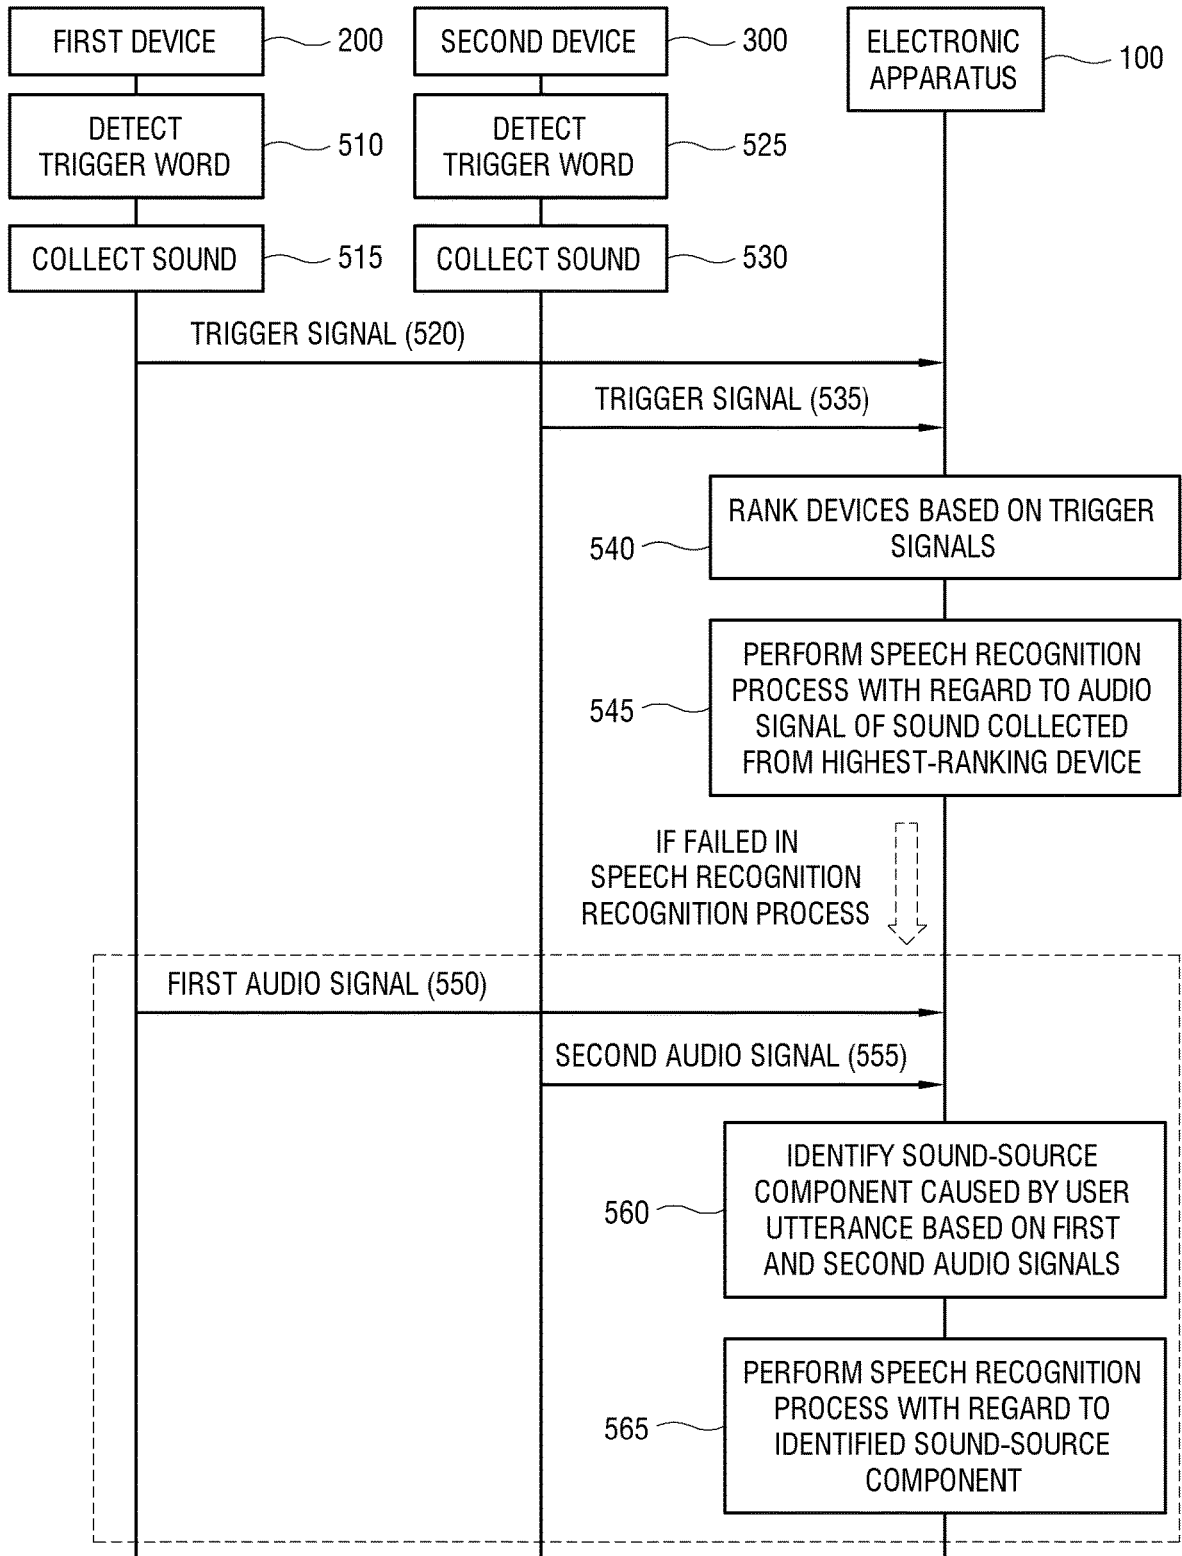 FIRST DEVICE
200
SECOND DEVICE
300
ELECTRONIC
APPARATUS
100
DETECT
TRIGGER WORD
510
DETECT
TRIGGER WORD
525
COLLECT SOUND
515
COLLECT SOUND
530
TRIGGER SIGNAL (520)
TRIGGER SIGNAL (535)
RANK DEVICES BASED ON TRIGGER
SIGNALS
540
PERFORM SPEECH RECOGNITION
PROCESS WITH REGARD TO AUDIO
SIGNAL OF SOUND COLLECTED
FROM HIGHEST-RANKING DEVICE
545
IF FAILED IN
SPEECH RECOGNITION
RECOGNITION PROCESS
FIRST AUDIO SIGNAL (550)
SECOND AUDIO SIGNAL (555)
IDENTIFY SOUND-SOURCE
COMPONENT CAUSED BY USER
UTTERANCE BASED ON FIRST
AND SECOND AUDIO SIGNALS
560
PERFORM SPEECH RECOGNITION
PROCESS WITH REGARD TO
IDENTIFIED SOUND-SOURCE
COMPONENT
565